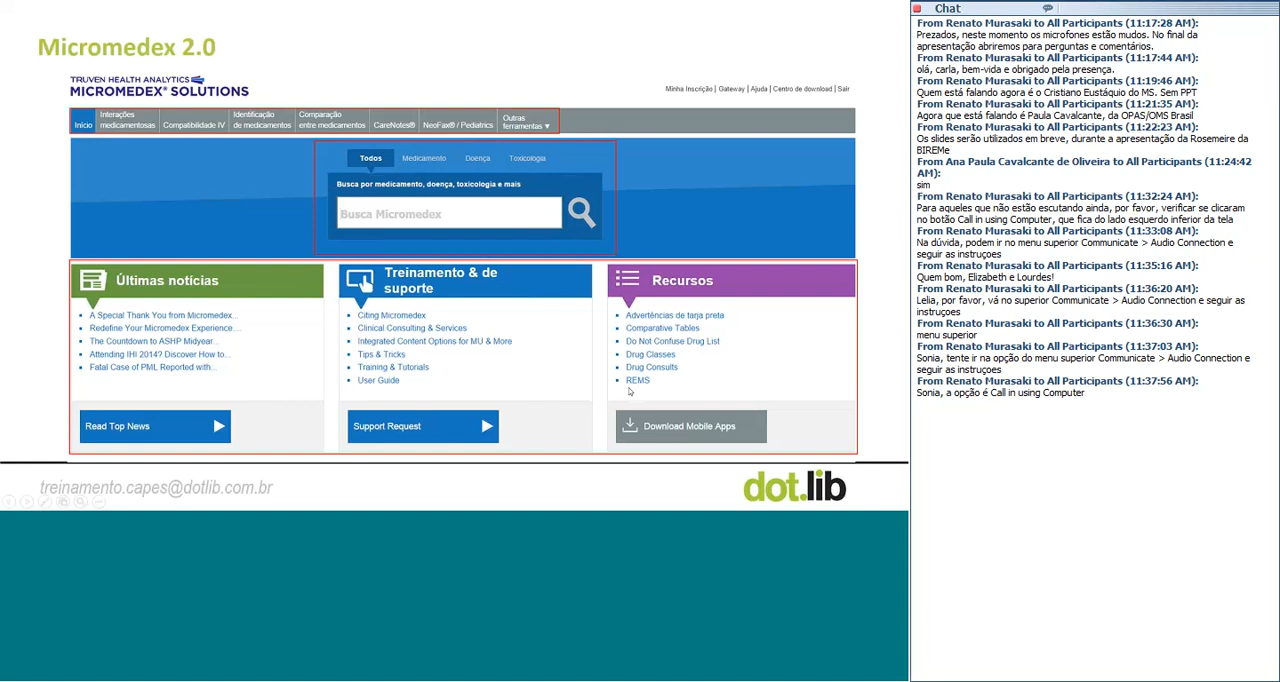 Micromedex 2.0
TRUVEN HEALTH ANALYTICS
MICROMEDEX® SOLUTIONS
Minha Inscrição | Gateway | Ajuda | Centro de download | Sair
Início
Interações
medicamentosas
Compatibilidade IV
Identificação
de medicamentos
Comparação
entre medicamentos
CareNotes®
NeoFax® / Pediatrics
Outras
ferramentas ▼
Todos Medicamento Doença Toxicologia
Busca por medicamento, doença, toxicologia e mais
Busca Micromedex
Últimas notícias
A Special Thank You from Micromedex...
Redefine Your Micromedex Experience...
The Countdown to ASHP Midyear...
Attending IHI 2014? Discover How to...
Fatal Case of PML Reported with...
Read Top News
Treinamento & de
suporte
Citing Micromedex
Clinical Consulting & Services
Integrated Content Options for MU & More
Tips & Tricks
Training & Tutorials
User Guide
Support Request
Recursos
Advertências de tarja preta
Comparative Tables
Do Not Confuse Drug List
Drug Classes
Drug Consults
REMS
Download Mobile Apps
treinamento.capes@dotlib.com.br
dot.lib
Chat
From Renato Murasaki to All Participants (11:17:28 AM):
Prezados, neste momento os microfones estão mudos. No final da
apresentação abriremos para perguntas e comentários.
From Renato Murasaki to All Participants (11:17:44 AM):
olá, carla, bem-vida e obrigado pela presença.
From Renato Murasaki to All Participants (11:19:46 AM):
Quem está falando agora é o Cristiano Eustáquio do MS. Sem PPT
From Renato Murasaki to All Participants (11:21:35 AM):
Agora que está falando é Paula Cavalcante, da OPAS/OMS Brasil
From Renato Murasaki to All Participants (11:22:23 AM):
Os slides serão utilizados em breve, durante a apresentação da Rosemeire da
BIREMe
From Ana Paula Cavalcante de Oliveira to All Participants (11:24:42
AM):
sim
From Renato Murasaki to All Participants (11:32:24 AM):
Para aqueles que não estão escutando ainda, por favor, verificar se clicaram
no botão Call in using Computer, que fica do lado esquerdo inferior da tela
From Renato Murasaki to All Participants (11:33:08 AM):
Na dúvida, podem ir no menu superior Communicate > Audio Connection e
seguir as instruçoes
From Renato Murasaki to All Participants (11:35:16 AM):
Quem bom, Elizabeth e Lourdes!
From Renato Murasaki to All Participants (11:36:20 AM):
Lelia, por favor, vá no superior Communicate > Audio Connection e seguir as
instruçoes
From Renato Murasaki to All Participants (11:36:30 AM):
menu superior
From Renato Murasaki to All Participants (11:37:03 AM):
Sonia, tente ir na opção do menu superior Communicate > Audio Connection e
seguir as instruçoes
From Renato Murasaki to All Participants (11:37:56 AM):
Sonia, a opção é Call in using Computer